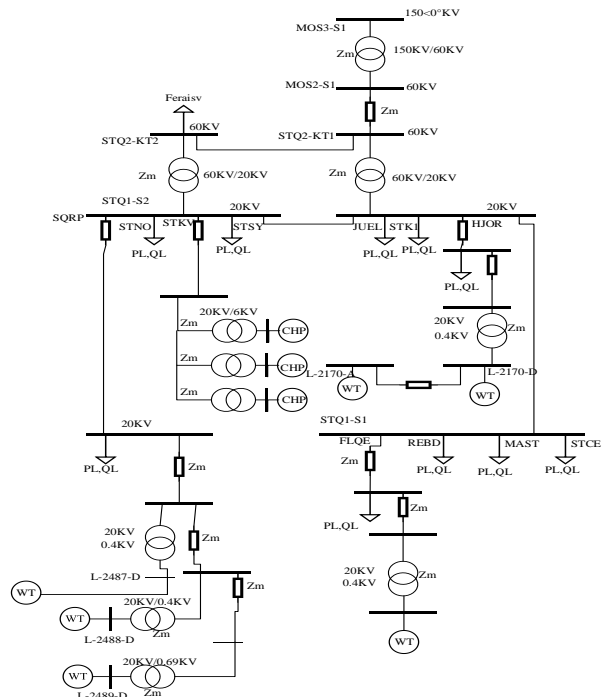 150<0°KV
MOS3-S1
Zm
150KV/60KV
MOS2-S1
60KV
Zm
Feraisv
60KV
STQ2-KT2
STQ2-KT1
60KV
Zm
60KV/20KV
Zm
60KV/20KV
STQ1-S2
20KV
20KV
SQRP
STNO
STKV
STSY
JUEL
STK1
HJOR
PL,QL
PL,QL
PL,QL
PL,QL
PL,QL
20KV/6KV
Zm
CHP
20KV
0.4KV
Zm
Zm
CHP
L-2170-A
L-2170-D
Zm
CHP
WT
WT
20KV
STQ1-S1
FLQE
REBD
MAST
STCE
PL,QL
Zm
Zm
PL,QL
PL,QL
PL,QL
PL,QL
Zm
20KV
0.4KV
Zm
L-2487-D
20KV
0.4KV
Zm
WT
Zm
20KV/0.4KV
WT
Zm
L-2488-D
WT
20KV/0.69KV
WT
Zm
L-2489-D